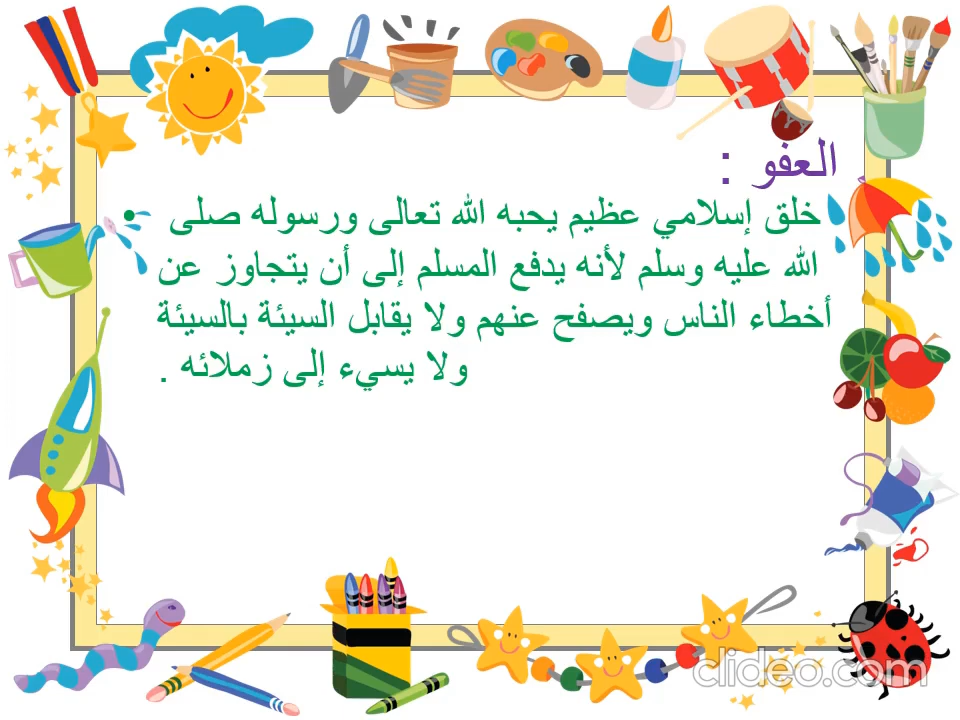 العفو :
• خلق إسلامي عظيم يحبه الله تعالى ورسوله صلى
الله عليه وسلم لأنه يدفع المسلم إلى أن يتجاوز عن
أخطاء الناس ويصفح عنهم ولا يقابل السيئة بالسيئة
ولا يسيء إلى زملائه .
clideo.com